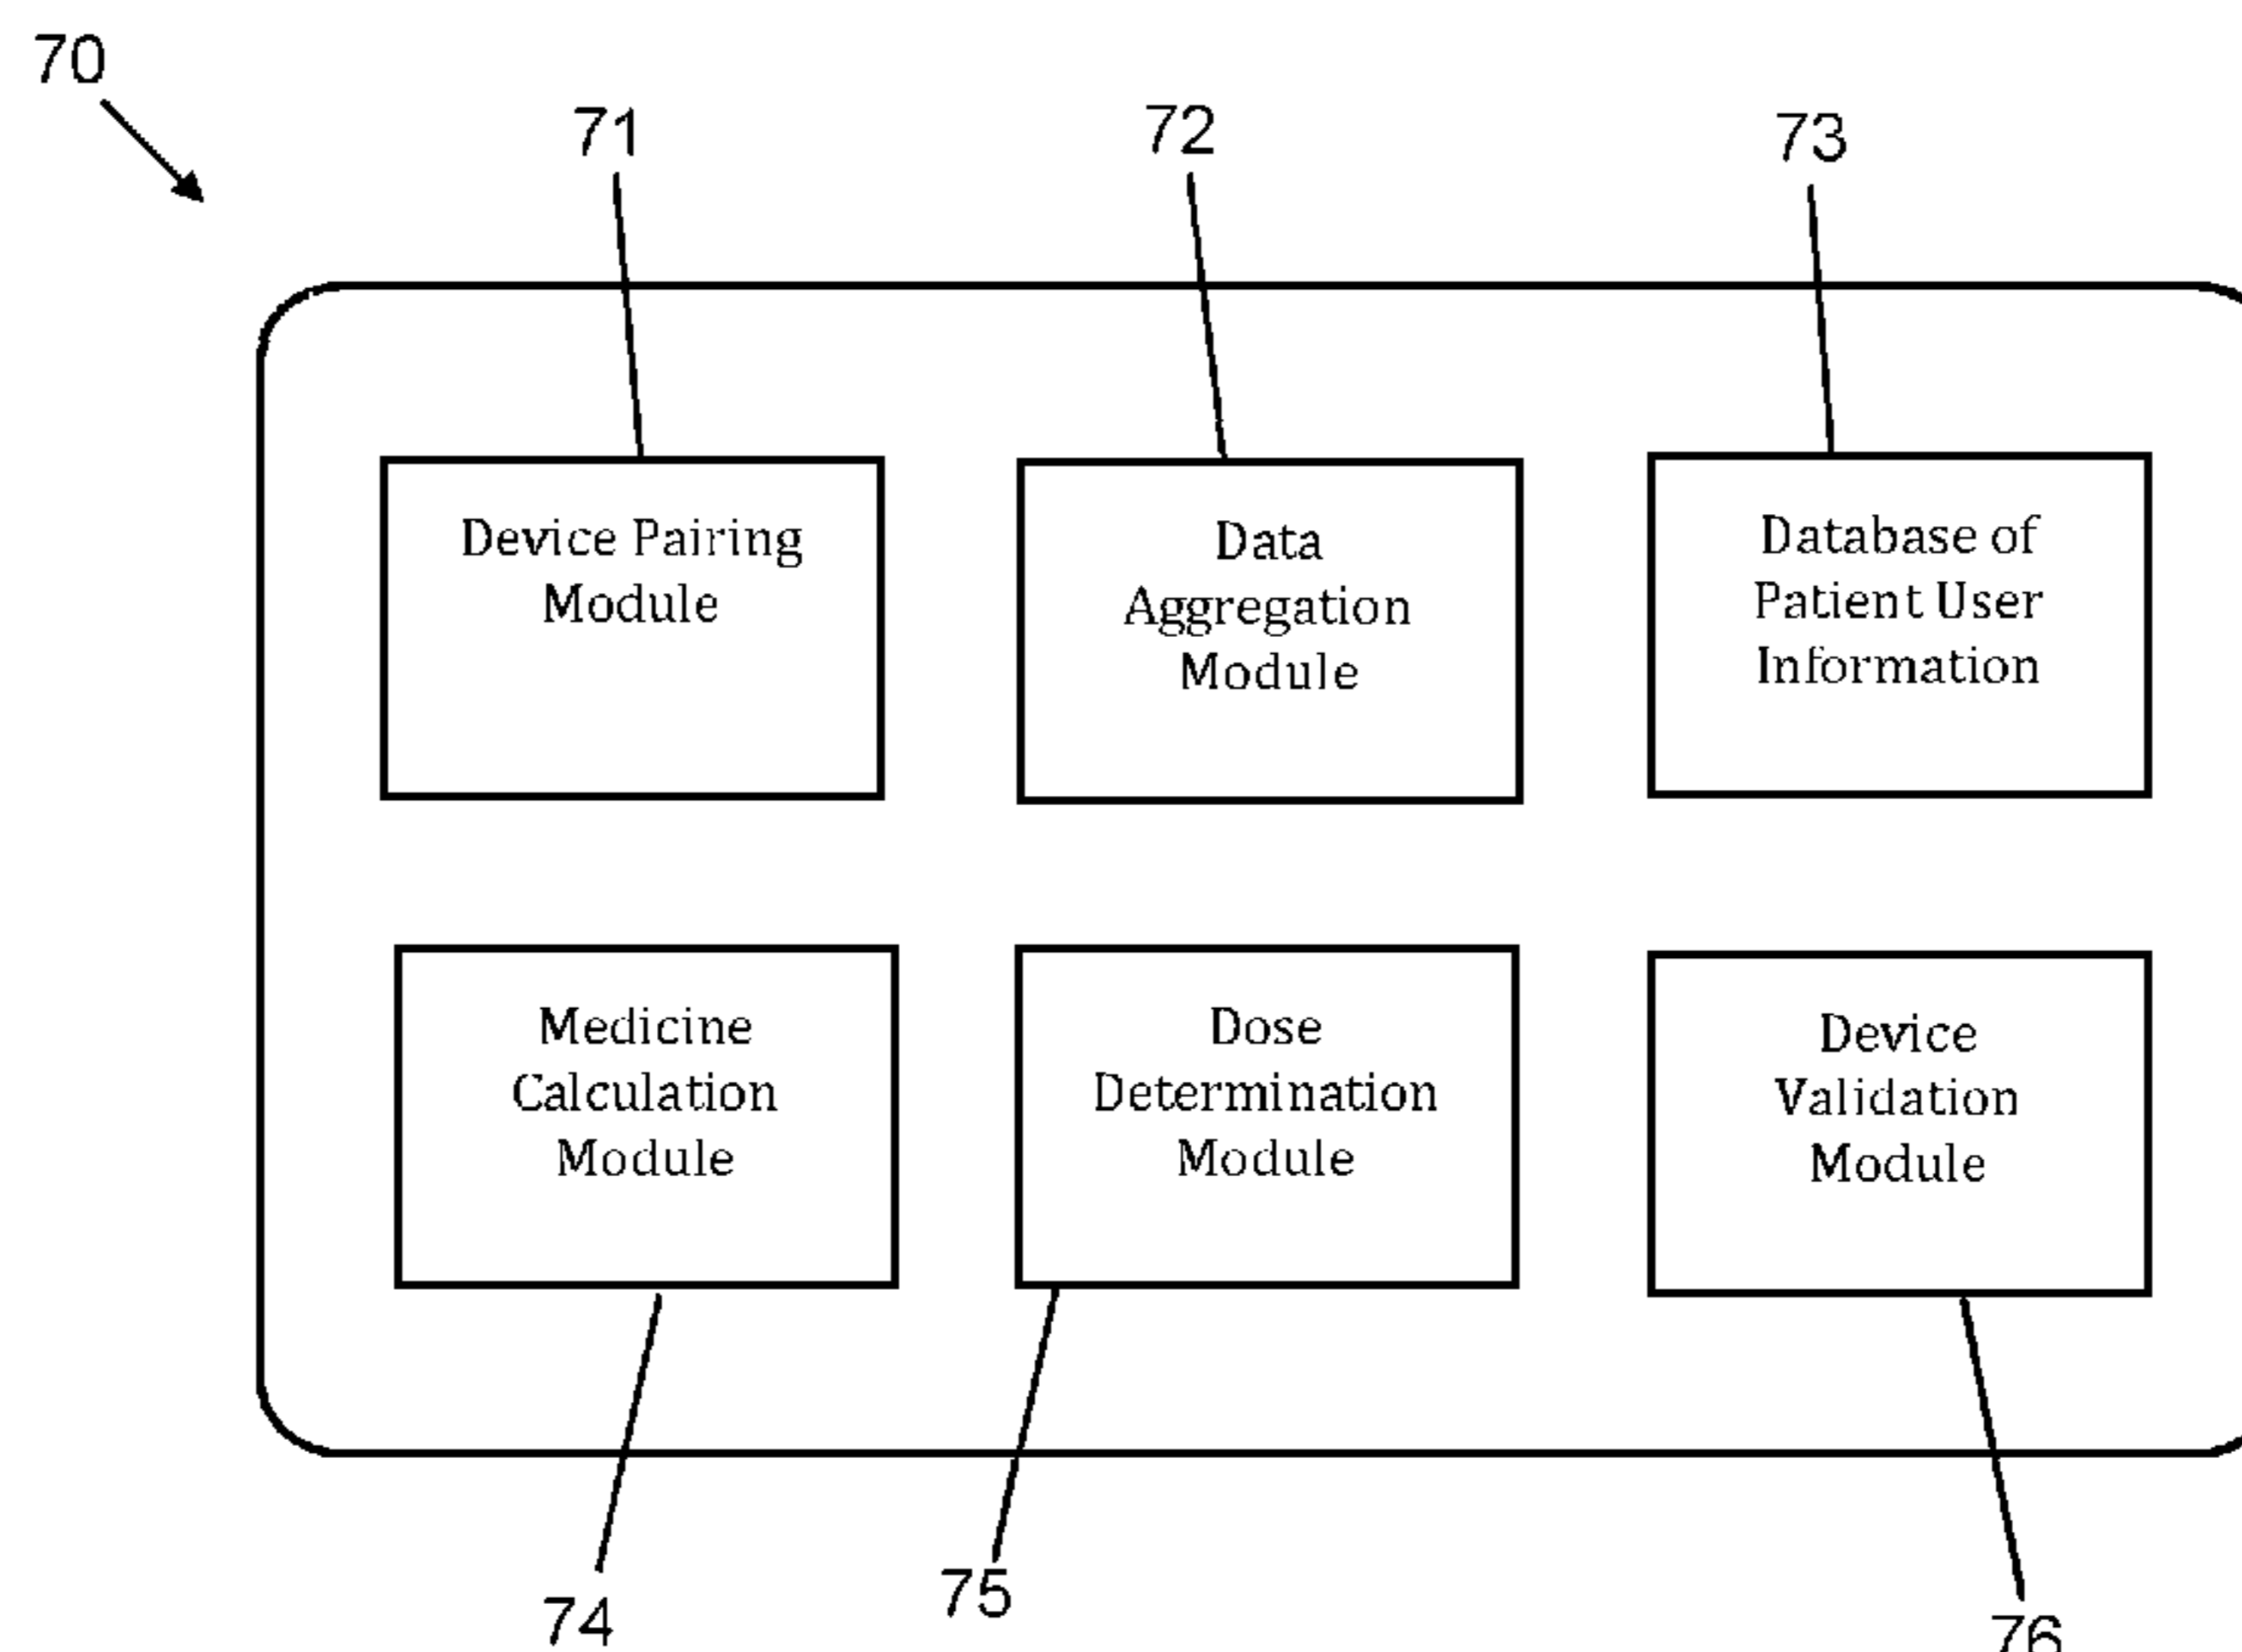 70
71
72
73
Device Pairing
Module
Data
Aggregation
Module
Database of
Patient User
Information
Medicine
Calculation
Module
Dose
Determination
Module
Device
Validation
Module
74
75
76